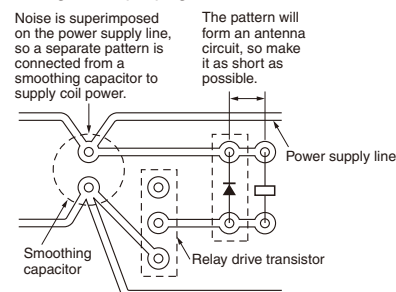 Noise is superimposed
on the power supply line,
so a separate pattern is
connected from a
smoothing capacitor to
supply coil power.
The pattern will
form an antenna
circuit, so make
it as short as
possible.
Power supply line
Smoothing
capacitor
Relay drive transistor